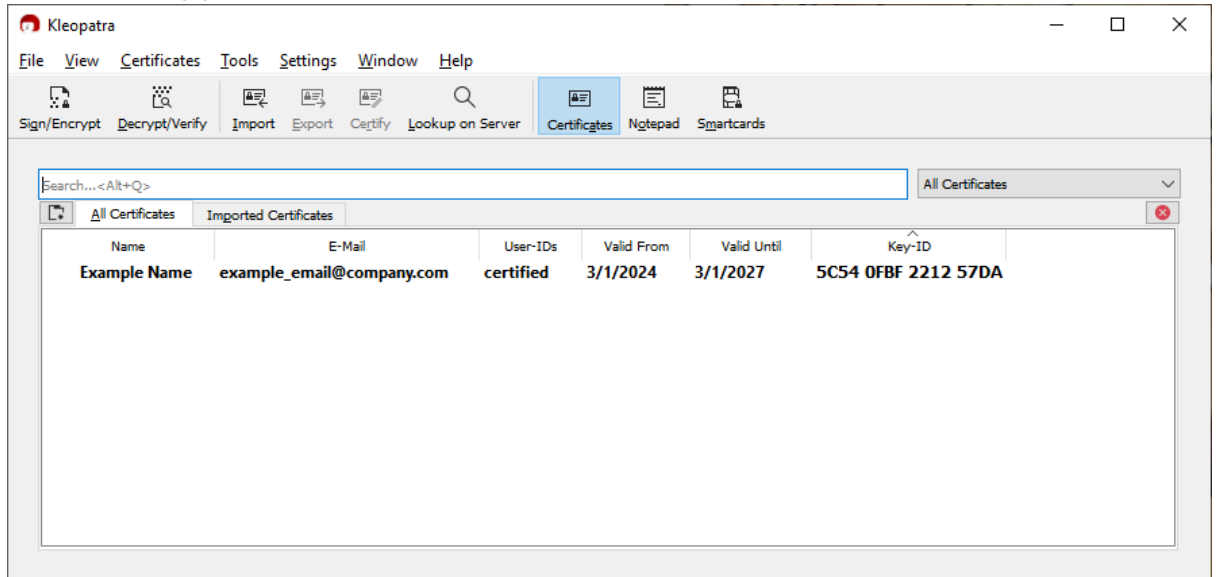 Kleopatra
File View Certificates Tools Settings Window Help
Sign/Encrypt Decrypt/Verify Import Export Certify Lookup on Server Certificates Notepad Smartcards
Search...<Alt+Q> All Certificates
All Certificates Imported Certificates
Name E-Mail User-IDs Valid From Valid Until Key-ID
Example Name example_email@company.com certified 3/1/2024 3/1/2027 5C54 0FBF 2212 57DA